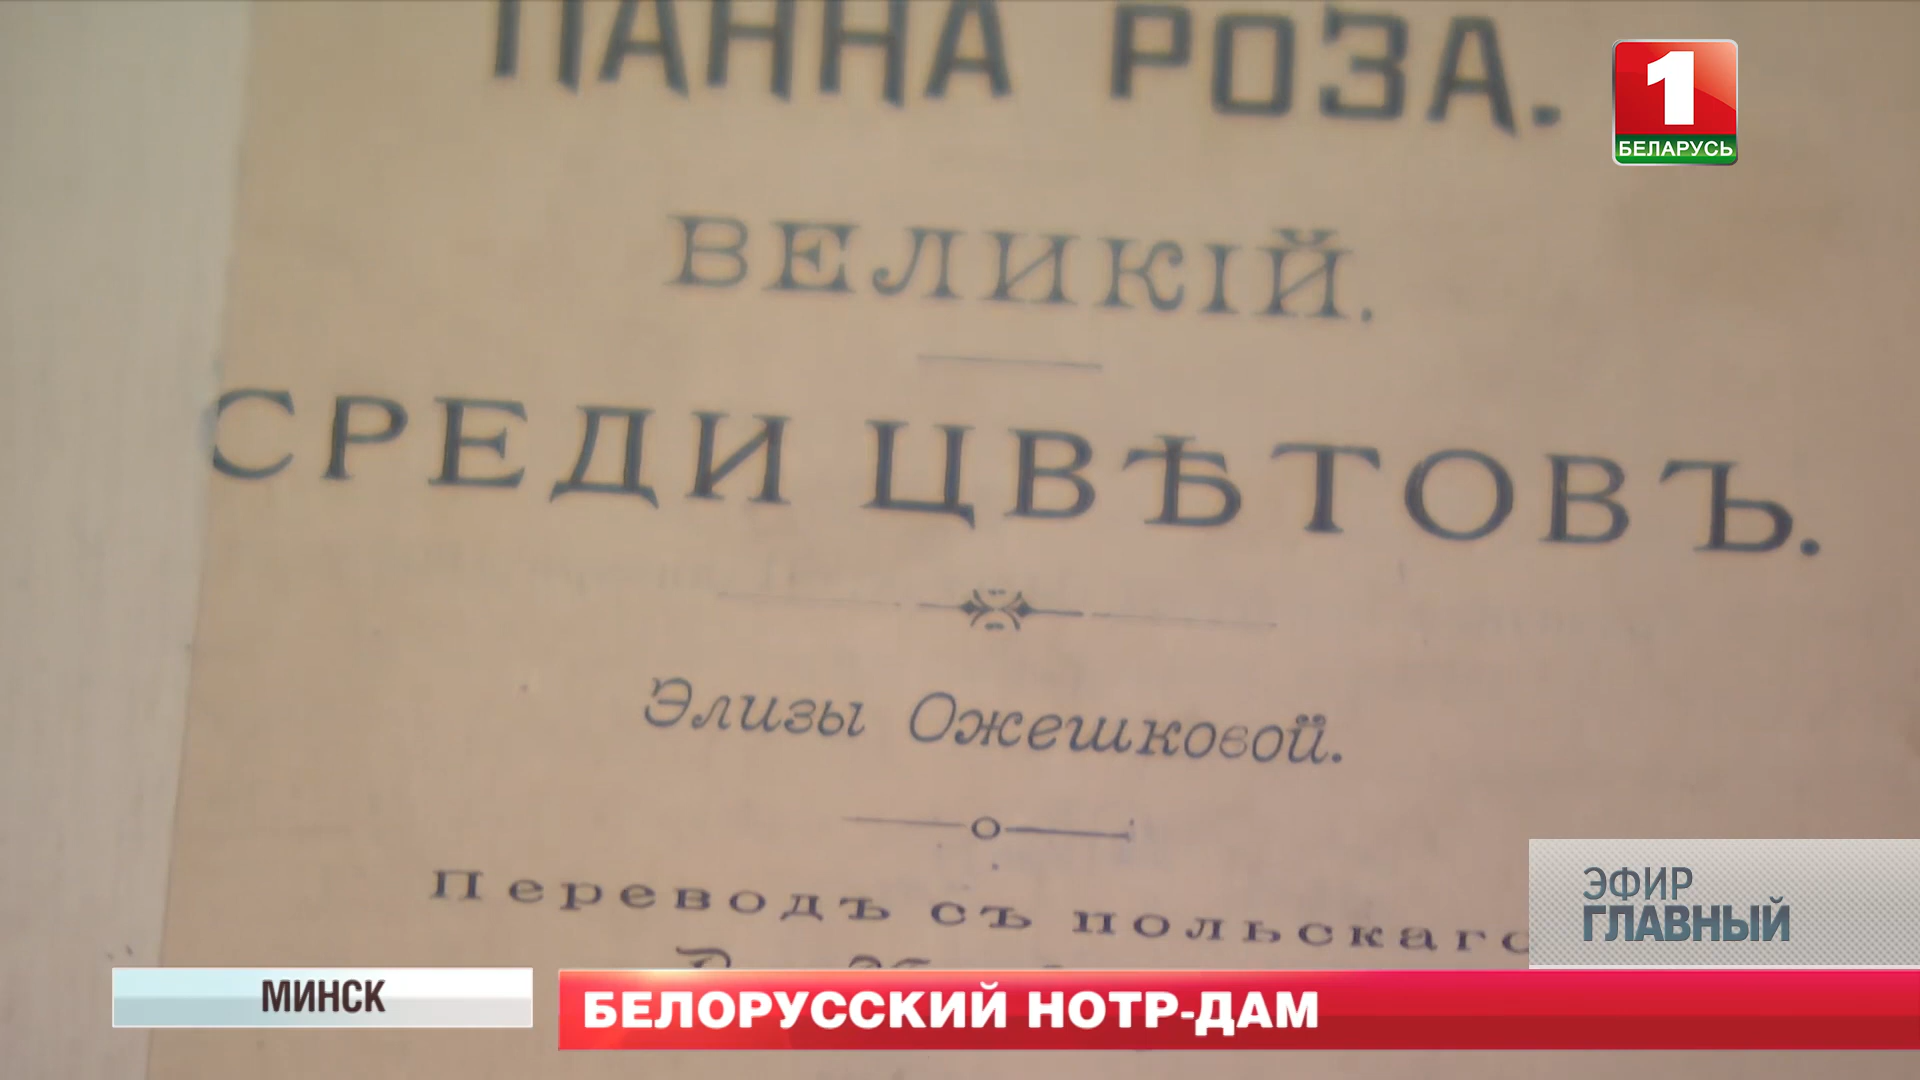 ПАННА РОЗА.
1
БЕЛАРУСЬ
ВЕЛИКІЙ.
СРЕДИ ЦВѢТОВЪ.
Элизы Ожешковой.
Переводъ съ польскаго
ЭФИР
ГЛАВНЫЙ
МИНСК
БЕЛОРУССКИЙ НОТР-ДАМ